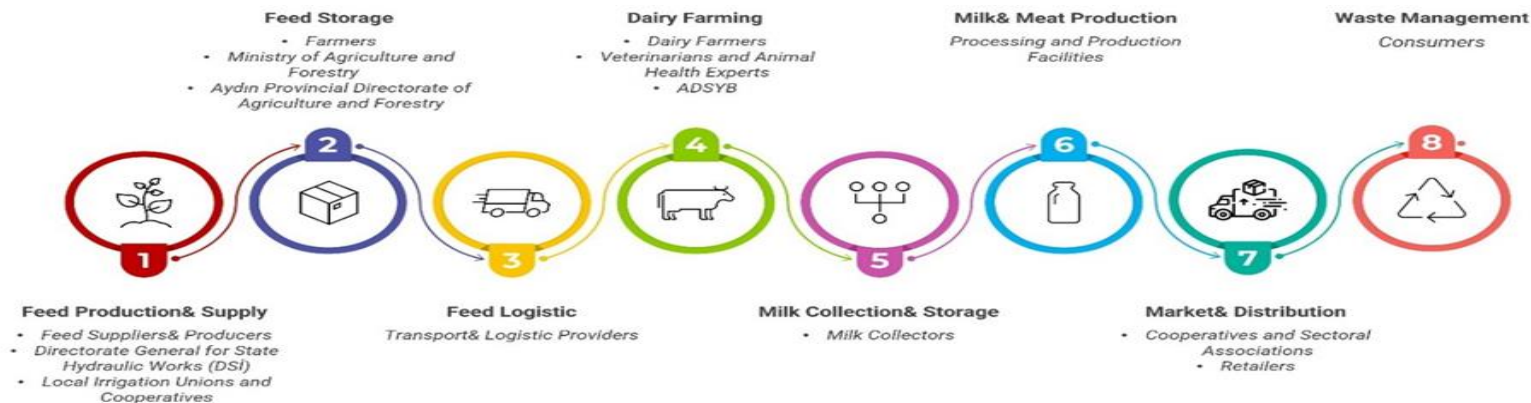 Feed Storage
• Farmers
• Ministry of Agriculture and
Forestry
• Aydın Provincial Directorate of
Agriculture and Forestry
Dairy Farming
• Dairy Farmers
• Veterinarians and Animal
Health Experts
• ADSYB
Milk& Meat Production
Processing and Production
Facilities
Waste Management
Consumers
1
2
3
4
5
6
7
8
Feed Production& Supply
• Feed Suppliers& Producers
• Directorate General for State
Hydraulic Works (DSİ)
• Local Irrigation Unions and
Cooperatives
Feed Logistic
Transport& Logistic Providers
Milk Collection& Storage
• Milk Collectors
Market& Distribution
• Cooperatives and Sectoral
Associations
• Retailers